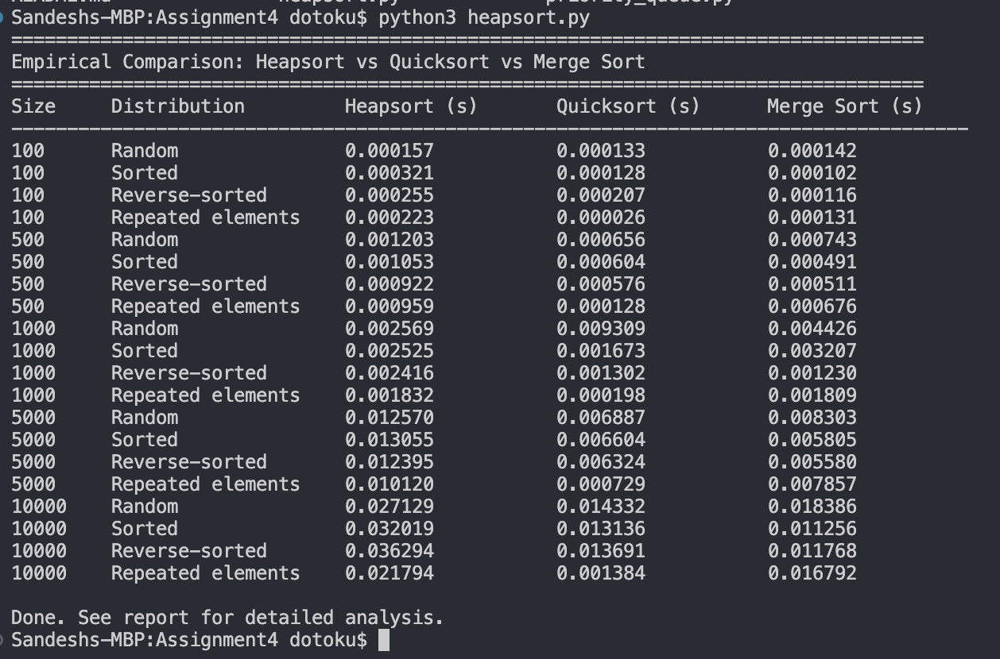 README.md heapsort.py priority_queue.py
Sandeshs-MBP:Assignment4 dotoku$ python3 heapsort.py
==================================================================================
Empirical Comparison: Heapsort vs Quicksort vs Merge Sort
==================================================================================
Size Distribution Heapsort (s) Quicksort (s) Merge Sort (s)
--------------------------------------------------------------------------------------
100 Random 0.000157 0.000133 0.000142
100 Sorted 0.000321 0.000128 0.000102
100 Reverse-sorted 0.000255 0.000207 0.000116
100 Repeated elements 0.000223 0.000026 0.000131
500 Random 0.001203 0.000656 0.000743
500 Sorted 0.001053 0.000604 0.000491
500 Reverse-sorted 0.000922 0.000576 0.000511
500 Repeated elements 0.000959 0.000128 0.000676
1000 Random 0.002569 0.009309 0.004426
1000 Sorted 0.002525 0.001673 0.003207
1000 Reverse-sorted 0.002416 0.001302 0.001230
1000 Repeated elements 0.001832 0.000198 0.001809
5000 Random 0.012570 0.006887 0.008303
5000 Sorted 0.013055 0.006604 0.005805
5000 Reverse-sorted 0.012395 0.006324 0.005580
5000 Repeated elements 0.010120 0.000729 0.007857
10000 Random 0.027129 0.014332 0.018386
10000 Sorted 0.032019 0.013136 0.011256
10000 Reverse-sorted 0.036294 0.013691 0.011768
10000 Repeated elements 0.021794 0.001384 0.016792
Done. See report for detailed analysis.
Sandeshs-MBP:Assignment4 dotoku$